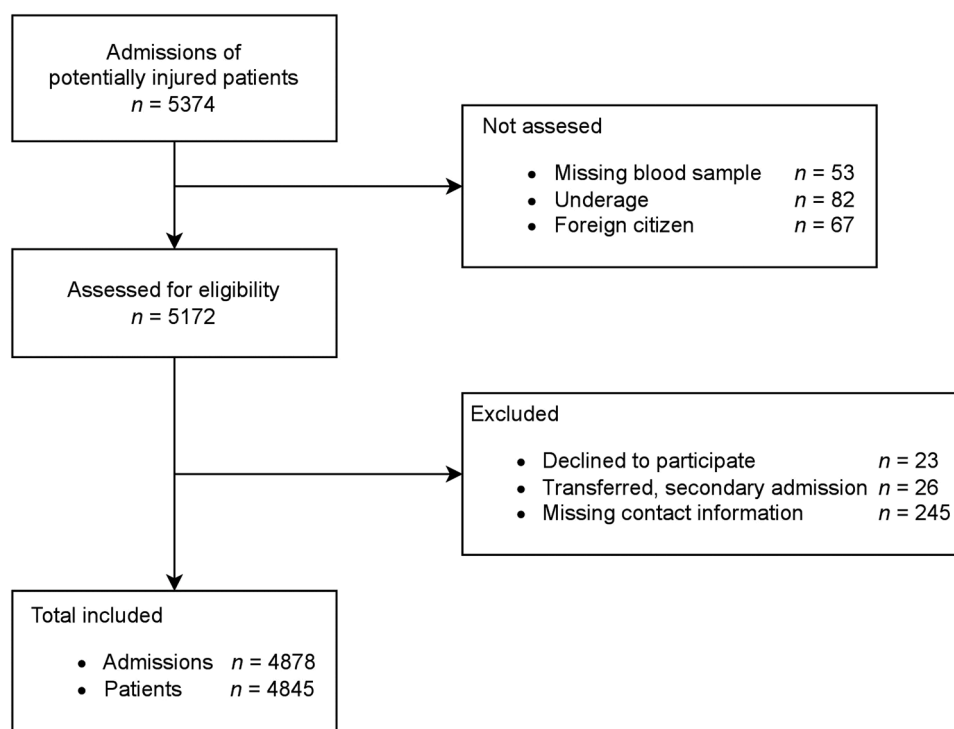 Admissions of
potentially injured patients
n = 5374
Not assesed
• Missing blood sample n = 53
• Underage n = 82
• Foreign citizen n = 67
Assessed for eligibility
n = 5172
Excluded
• Declined to participate n = 23
• Transferred, secondary admission n = 26
• Missing contact information n = 245
Total included
• Admissions n = 4878
• Patients n = 4845